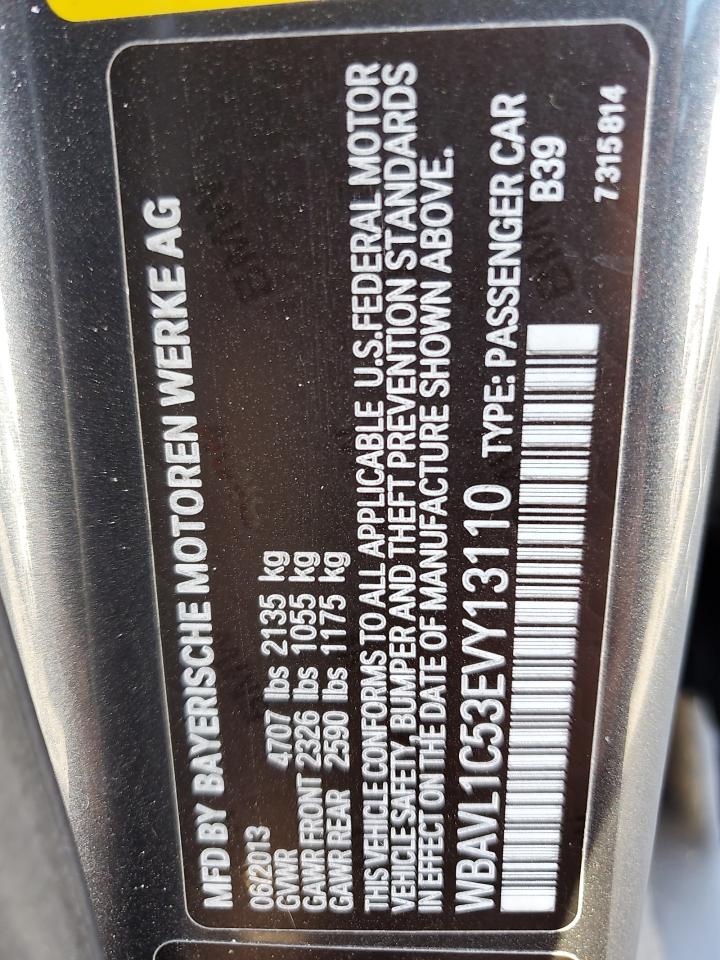 MFD BY BAYERISCHE MOTOREN WERKE AG
06/2013
GVWR 4707 lbs 2135 kg
GAWR FRONT 2326 lbs 1055 kg
GAWR REAR 2590 lbs 1175 kg
THIS VEHICLE CONFORMS TO ALL APPLICABLE U.S.FEDERAL MOTOR
VEHICLE SAFETY, BUMPER AND THEFT PREVENTION STANDARDS
IN EFFECT ON THE DATE OF MANUFACTURE SHOWN ABOVE.
WBAVL1C53EVY13110 TYPE: PASSENGER CAR
B39
7 315 814